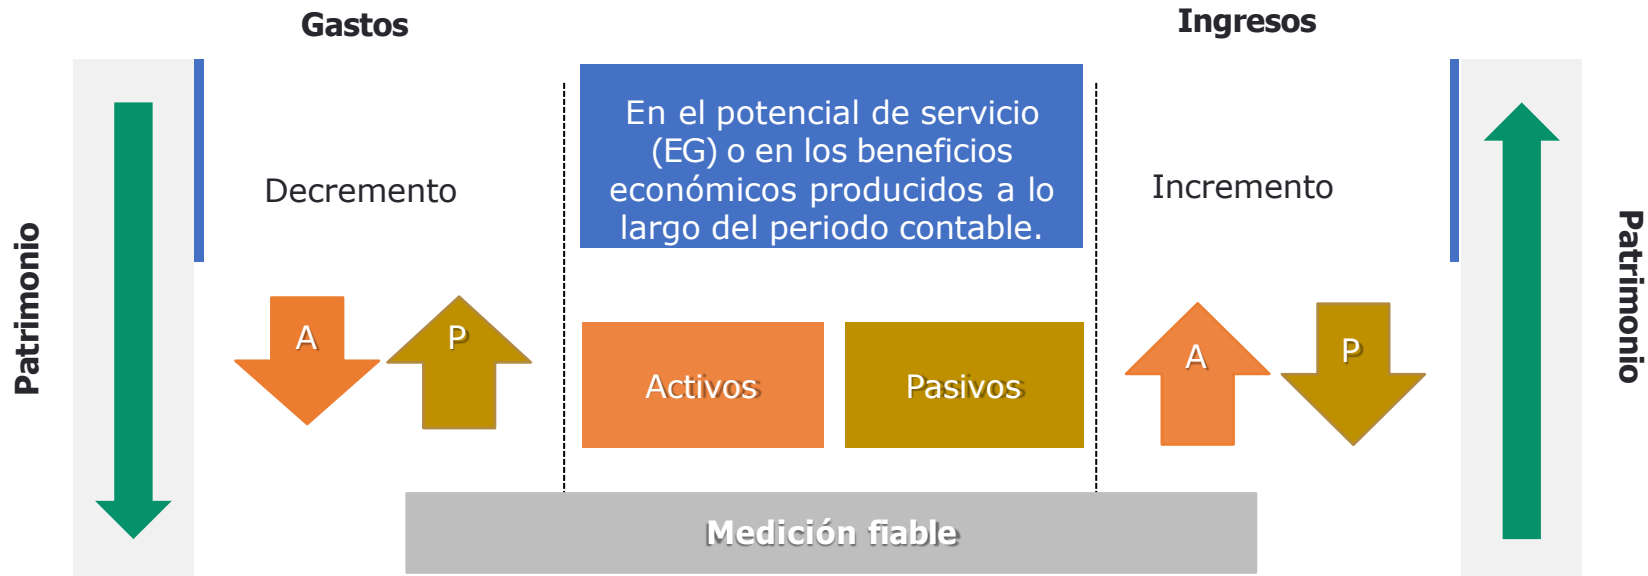 Gastos
Ingresos
Patrimonio
Decremento
En el potencial de servicio
(EG) o en los beneficios
económicos producidos a lo
largo del periodo contable.
Incremento
Patrimonio
A
P
Activos
Pasivos
A
P
Medición fiable